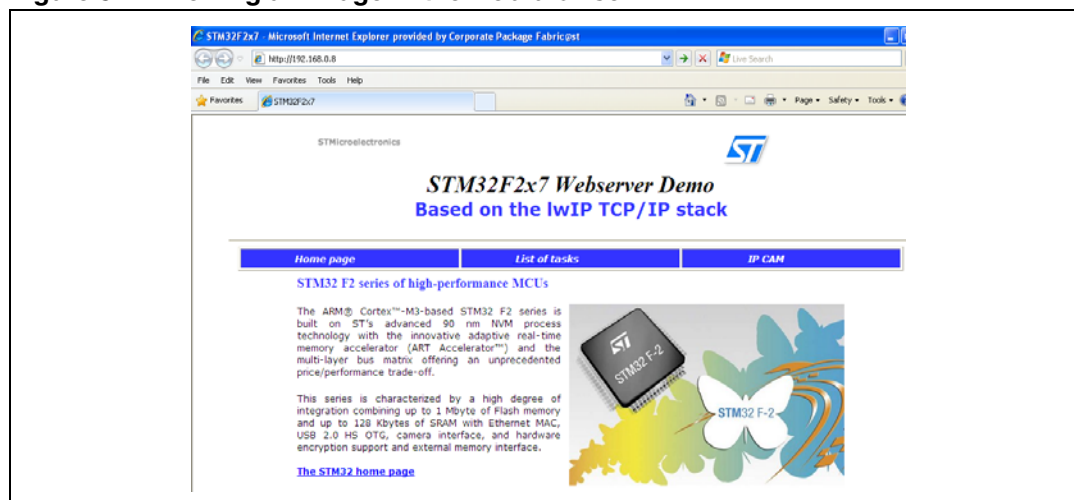 STM32F2x7 - Microsoft Internet Explorer provided by Corporate Package Fabric@st
http://192.168.0.8
Live Search
File Edit View Favorites Tools Help
Favorites STM32F2x7
Page Safety Tools
STMicroelectronics
ST
STM32F2x7 Webserver Demo
Based on the lwIP TCP/IP stack
Home page List of tasks IP CAM
STM32 F2 series of high-performance MCUs
The ARM® Cortex™-M3-based STM32 F2 series is
built on ST's advanced 90 nm NVM process
technology with the innovative adaptive real-time
memory accelerator (ART Accelerator™) and the
multi-layer bus matrix offering an unprecedented
price/performance trade-off.
This series is characterized by a high degree of
integration combining up to 1 Mbyte of Flash memory
and up to 128 Kbytes of SRAM with Ethernet MAC,
USB 2.0 HS OTG, camera interface, and hardware
encryption support and external memory interface.
The STM32 home page
ST
STM32 F-2
STM32 F-2